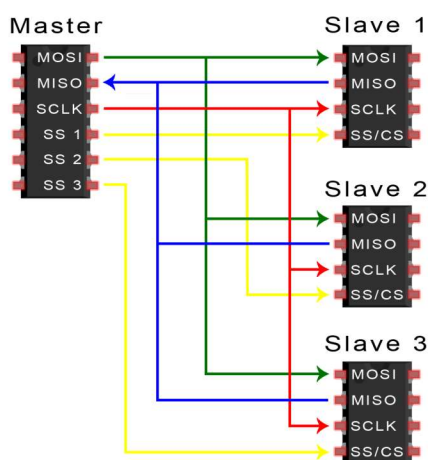 Master
MOSI
MISO
SCLK
SS 1
SS 2
SS 3
Slave 1
MOSI
MISO
SCLK
SS/CS
Slave 2
MOSI
MISO
SCLK
SS/CS
Slave 3
MOSI
MISO
SCLK
SS/CS